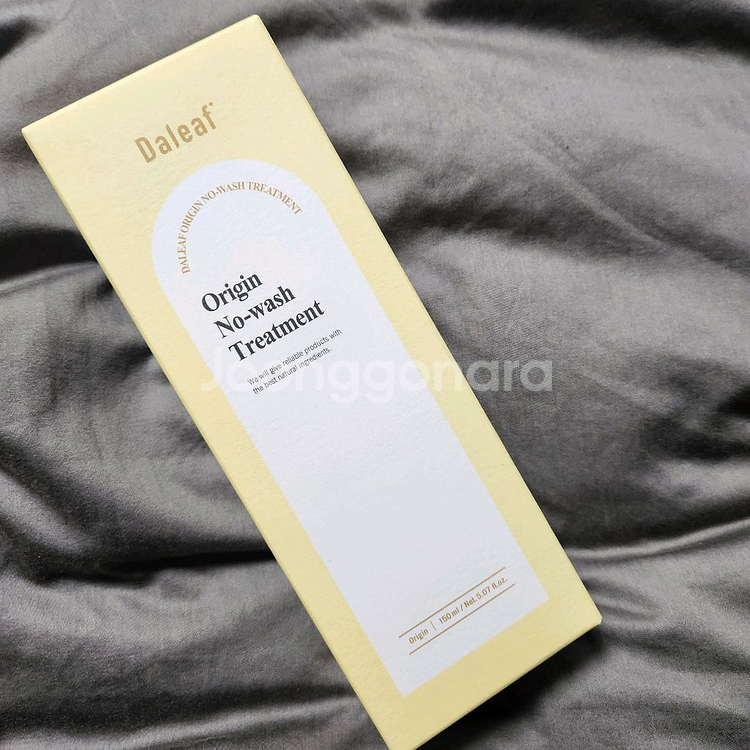 Daleaf
DALEAF ORIGIN NO-WASH TREATMENT
Origin
No-wash
Treatment
We will give reliable products with
the best natural ingredients.
Joonggonara
Origin | 150ml / Net.5.07 fl.oz.